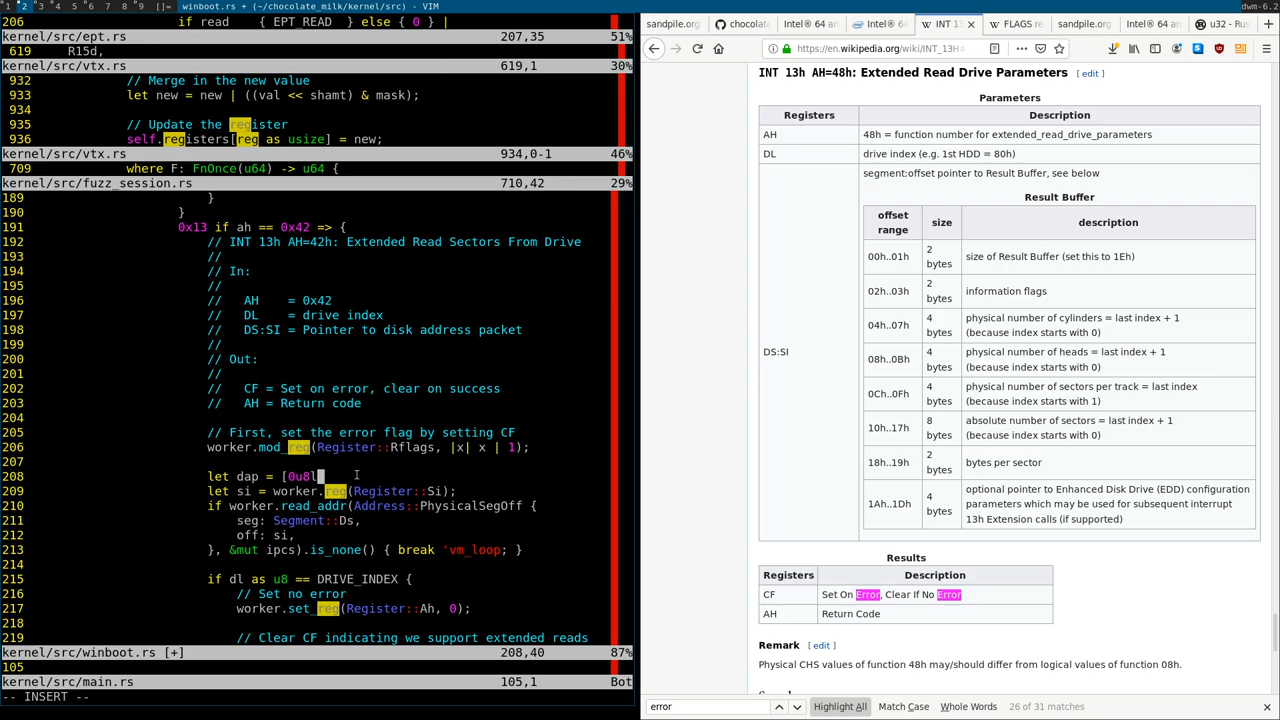 1 2 3 4 5 6 7 8 9 []= winboot.rs + (~/chocolate_milk/kernel/src) - VIM dwm-6.2
206 if read { EPT_READ } else { 0 } |
kernel/src/ept.rs 207,35 51%
619 R15d,
kernel/src/vtx.rs 619,1 30%
932 // Merge in the new value
933 let new = new | ((val << shamt) & mask);
934
935 // Update the register
936 self.registers[reg as usize] = new;
kernel/src/vtx.rs 934,0-1 46%
709 where F: FnOnce(u64) -> u64 {
kernel/src/fuzz_session.rs 710,42 29%
189 }
190 }
191 0x13 if ah == 0x42 => {
192 // INT 13h AH=42h: Extended Read Sectors From Drive
193 //
194 // In:
195 //
196 // AH = 0x42
197 // DL = drive index
198 // DS:SI = Pointer to disk address packet
199 //
200 // Out:
201 //
202 // CF = Set on error, clear on success
203 // AH = Return code
204
205 // First, set the error flag by setting CF
206 worker.mod_reg(Register::Rflags, |x| x | 1);
207
208 let dap = [0u8l
209 let si = worker.reg(Register::Si);
210 if worker.read_addr(Address::PhysicalSegOff {
211 seg: Segment::Ds,
212 off: si,
213 }, &mut ipcs).is_none() { break 'vm_loop; }
214
215 if dl as u8 == DRIVE_INDEX {
216 // Set no error
217 worker.set_reg(Register::Ah, 0);
218
219 // Clear CF indicating we support extended reads
kernel/src/winboot.rs [+] 208,40 87%
105
kernel/src/main.rs 105,1 Bot
-- INSERT --
sandpile.org chocolate Intel® 64 an Intel® 64 INT 13 FLAGS re sandpile.org Intel® 64 an u32 - Rus
https://en.wikipedia.org/wiki/INT_13H
INT 13h AH=48h: Extended Read Drive Parameters [ edit ]
Parameters
Registers Description
AH 48h = function number for extended_read_drive_parameters
DL drive index (e.g. 1st HDD = 80h)
DS:SI segment:offset pointer to Result Buffer, see below
Result Buffer
offset range size description
00h..01h 2 bytes size of Result Buffer (set this to 1Eh)
02h..03h 2 bytes information flags
04h..07h 4 bytes physical number of cylinders = last index + 1
(because index starts with 0)
08h..0Bh 4 bytes physical number of heads = last index + 1
(because index starts with 0)
0Ch..0Fh 4 bytes physical number of sectors per track = last index
(because index starts with 1)
10h..17h 8 bytes absolute number of sectors = last index + 1
(because index starts with 0)
18h..19h 2 bytes bytes per sector
1Ah..1Dh 4 bytes optional pointer to Enhanced Disk Drive (EDD) configuration
parameters which may be used for subsequent interrupt
13h Extension calls (if supported)
Results
Registers Description
CF Set On Error, Clear If No Error
AH Return Code
Remark [ edit ]
Physical CHS values of function 48h may/should differ from logical values of function 08h.
error Highlight All Match Case Whole Words 26 of 31 matches